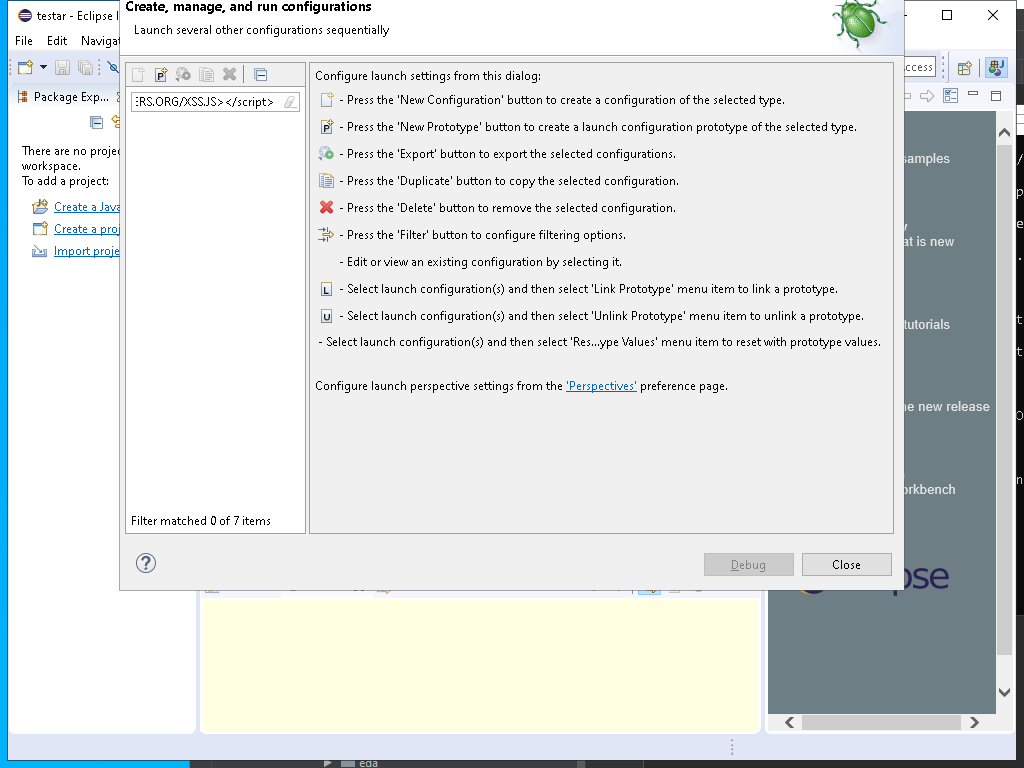 testar - Eclipse I
Create, manage, and run configurations
Launch several other configurations sequentially
File Edit Naviga
ccess
Package Exp...
There are no projec
workspace.
To add a project:
Create a Java
Create a proj
Import proje
:RS.ORG/XSS.JS></script>
Filter matched 0 of 7 items
Configure launch settings from this dialog:
- Press the 'New Configuration' button to create a configuration of the selected type.
P - Press the 'New Prototype' button to create a launch configuration prototype of the selected type.
- Press the 'Export' button to export the selected configurations.
- Press the 'Duplicate' button to copy the selected configuration.
- Press the 'Delete' button to remove the selected configuration.
- Press the 'Filter' button to configure filtering options.
- Edit or view an existing configuration by selecting it.
L - Select launch configuration(s) and then select 'Link Prototype' menu item to link a prototype.
U - Select launch configuration(s) and then select 'Unlink Prototype' menu item to unlink a prototype.
- Select launch configuration(s) and then select 'Res...ype Values' menu item to reset with prototype values.
Configure launch perspective settings from the 'Perspectives' preference page.
Debug
Close
samples
at is new
tutorials
he new release
orkbench
pse
eda